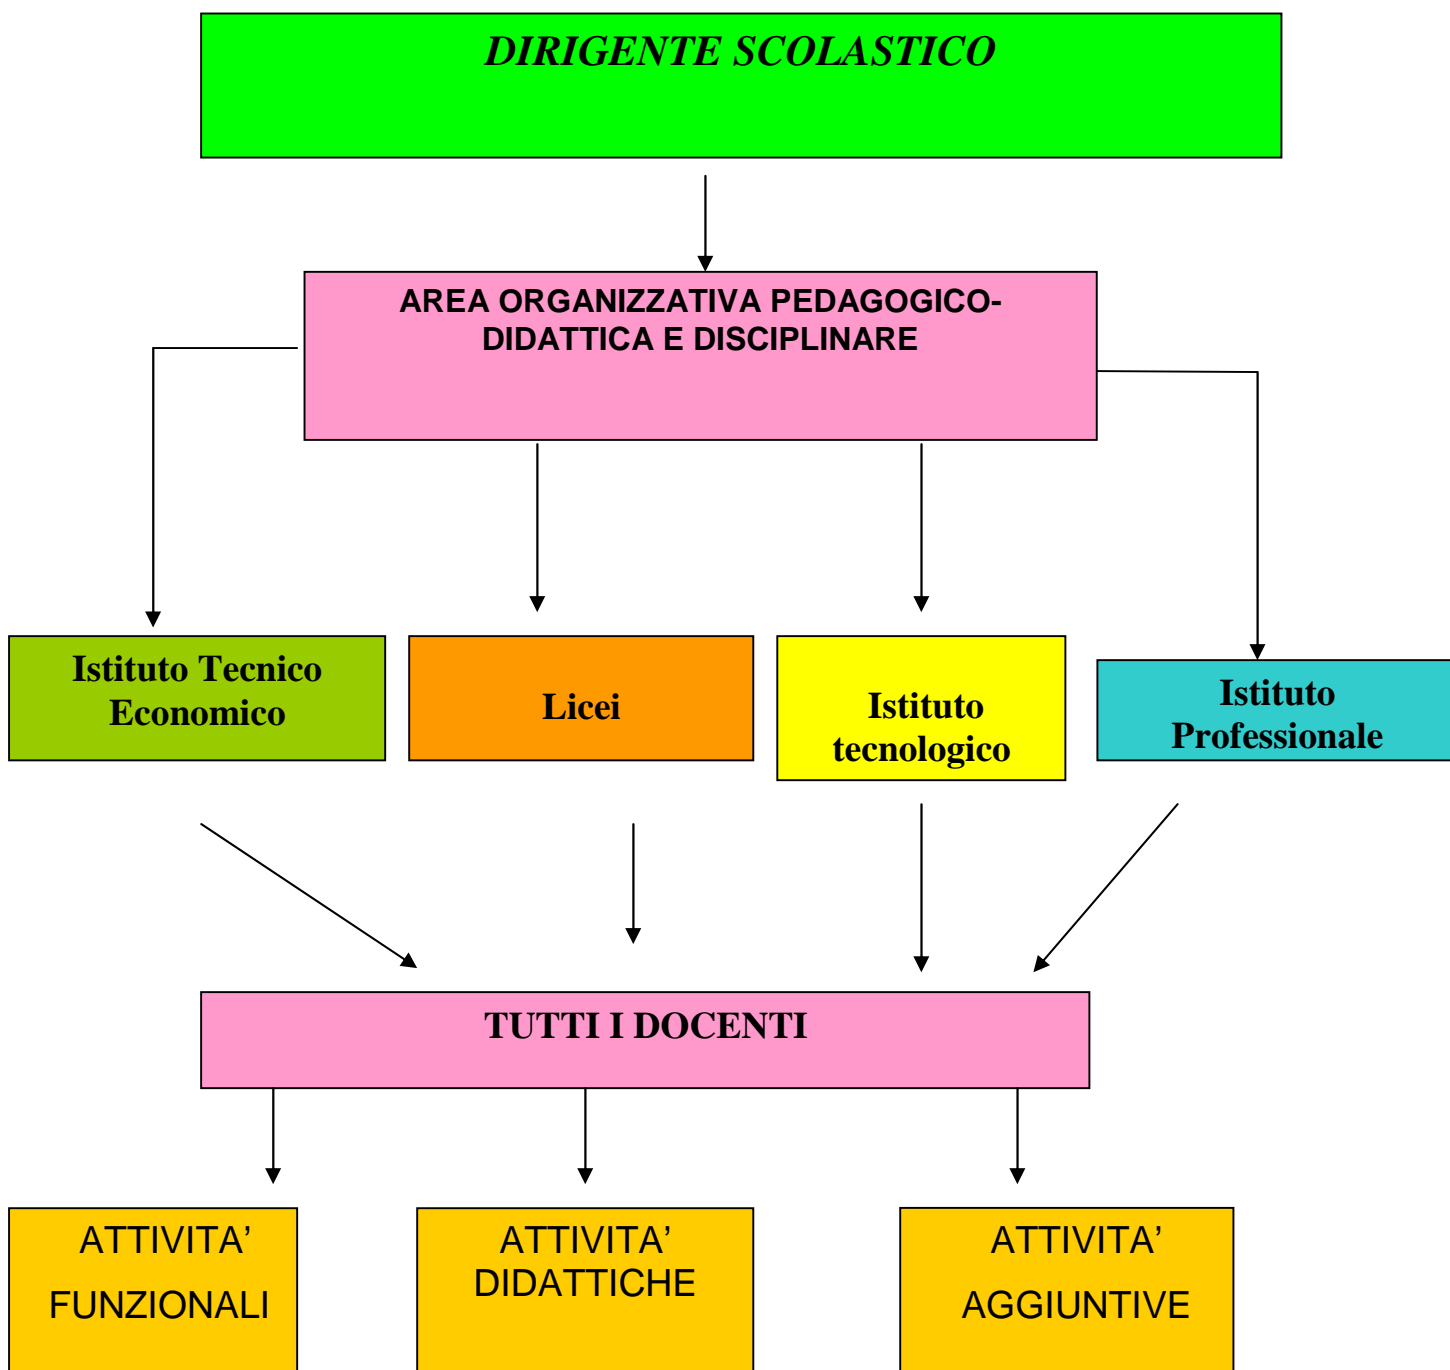 DIRIGENTE SCOLASTICO
AREA ORGANIZZATIVA PEDAGOGICO-
DIDATTICA E DISCIPLINARE
Istituto Tecnico
Economico
Licei
Istituto
tecnologico
Istituto
Professionale
TUTTI I DOCENTI
ATTIVITA’
FUNZIONALI
ATTIVITA’
DIDATTICHE
ATTIVITA’
AGGIUNTIVE